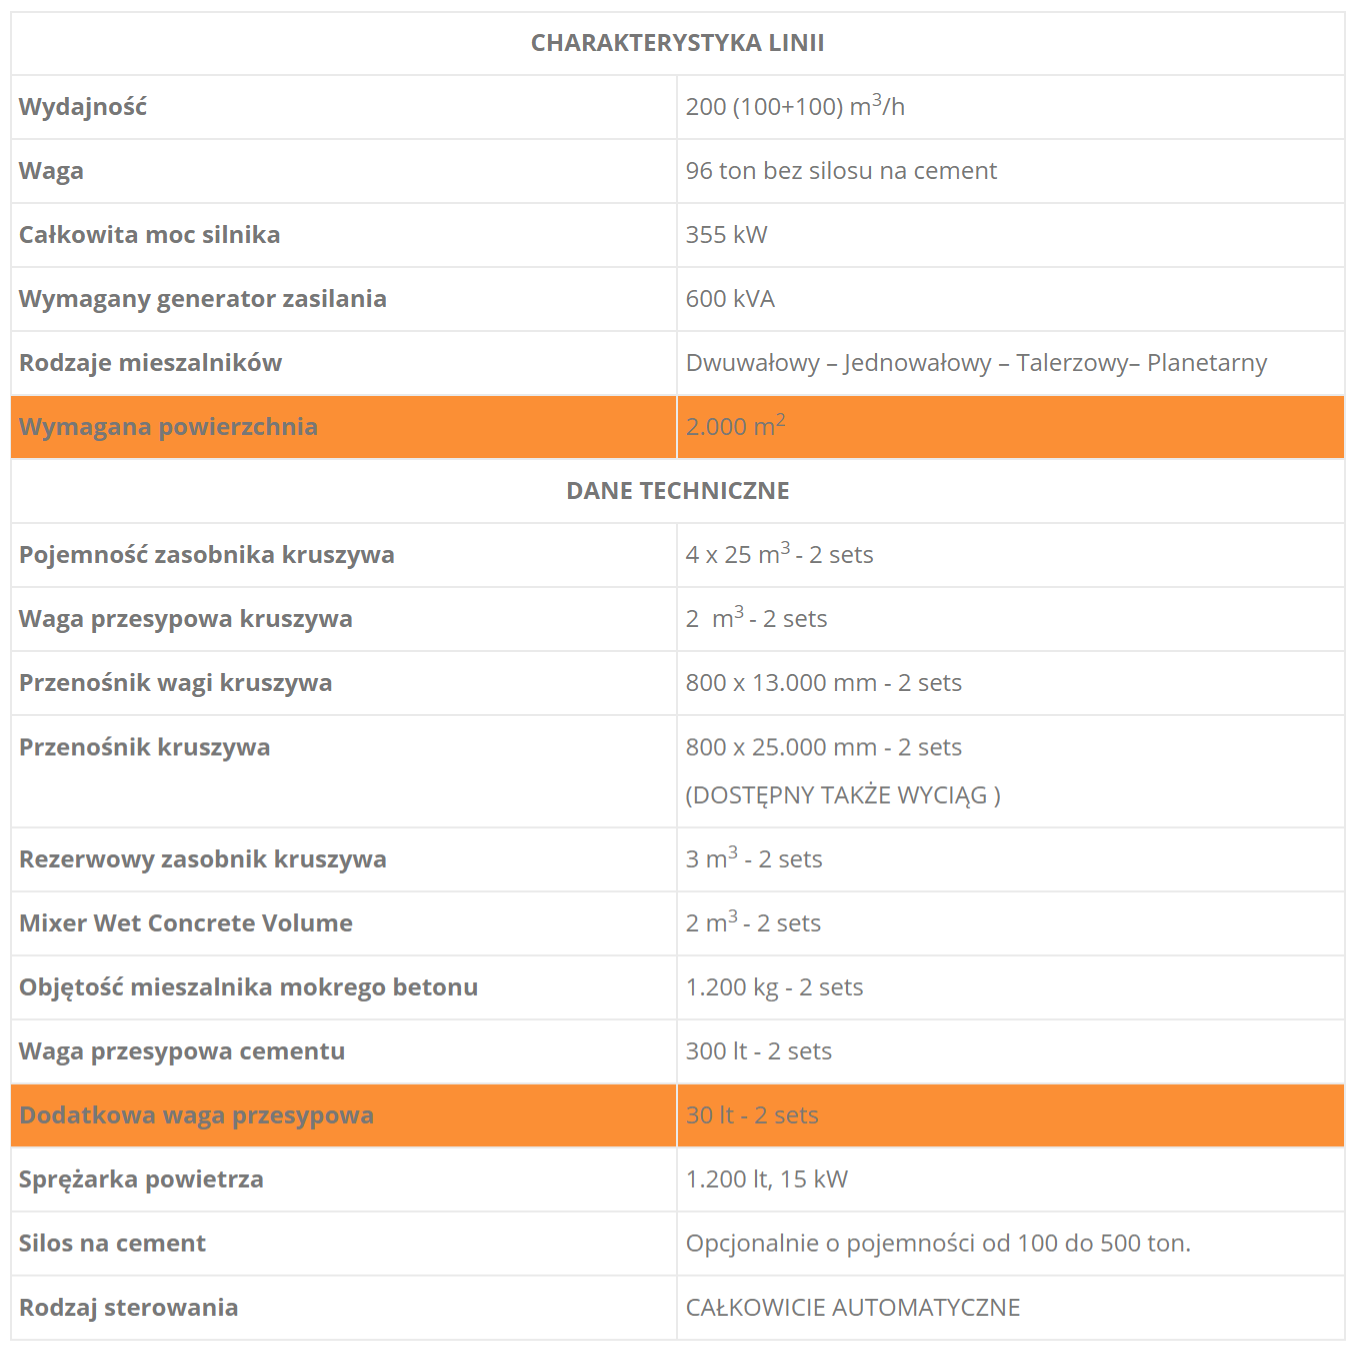 CHARAKTERYSTYKA LINII
Wydajność 200 (100+100) m³/h
Waga 96 ton bez silosu na cement
Całkowita moc silnika 355 kW
Wymagany generator zasilania 600 kVA
Rodzaje mieszalników Dwuwałowy – Jednowałowy – Talerzowy– Planetarny
Wymagana powierzchnia 2.000 m²
DANE TECHNICZNE
Pojemność zasobnika kruszywa 4 x 25 m³ - 2 sets
Waga przesypowa kruszywa 2 m³ - 2 sets
Przenośnik wagi kruszywa 800 x 13.000 mm - 2 sets
Przenośnik kruszywa 800 x 25.000 mm - 2 sets
(DOSTĘPNY TAKŻE WYCIĄG )
Rezerwowy zasobnik kruszywa 3 m³ - 2 sets
Mixer Wet Concrete Volume 2 m³ - 2 sets
Objętość mieszalnika mokrego betonu 1.200 kg - 2 sets
Waga przesypowa cementu 300 lt - 2 sets
Dodatkowa waga przesypowa 30 lt - 2 sets
Sprężarka powietrza 1.200 lt, 15 kW
Silos na cement Opcjonalnie o pojemności od 100 do 500 ton.
Rodzaj sterowania CAŁKOWICIE AUTOMATYCZNE